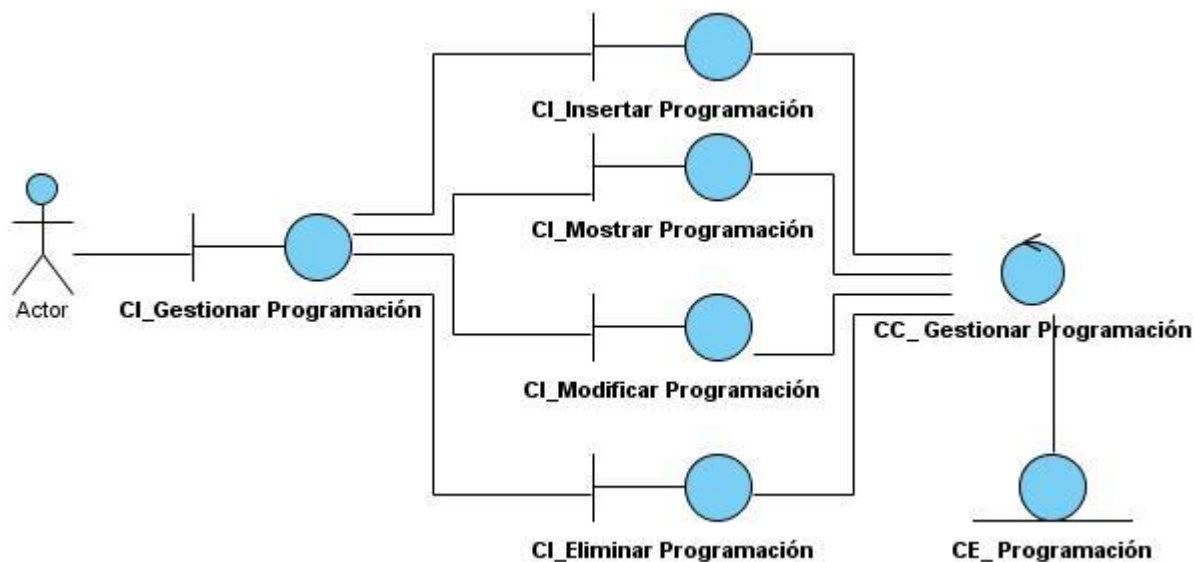 CI_Insertar Programación
CI_Mostrar Programación
Actor
CI_Gestionar Programación
CC_ Gestionar Programación
CI_Modificar Programación
CI_Eliminar Programación
CE_ Programación